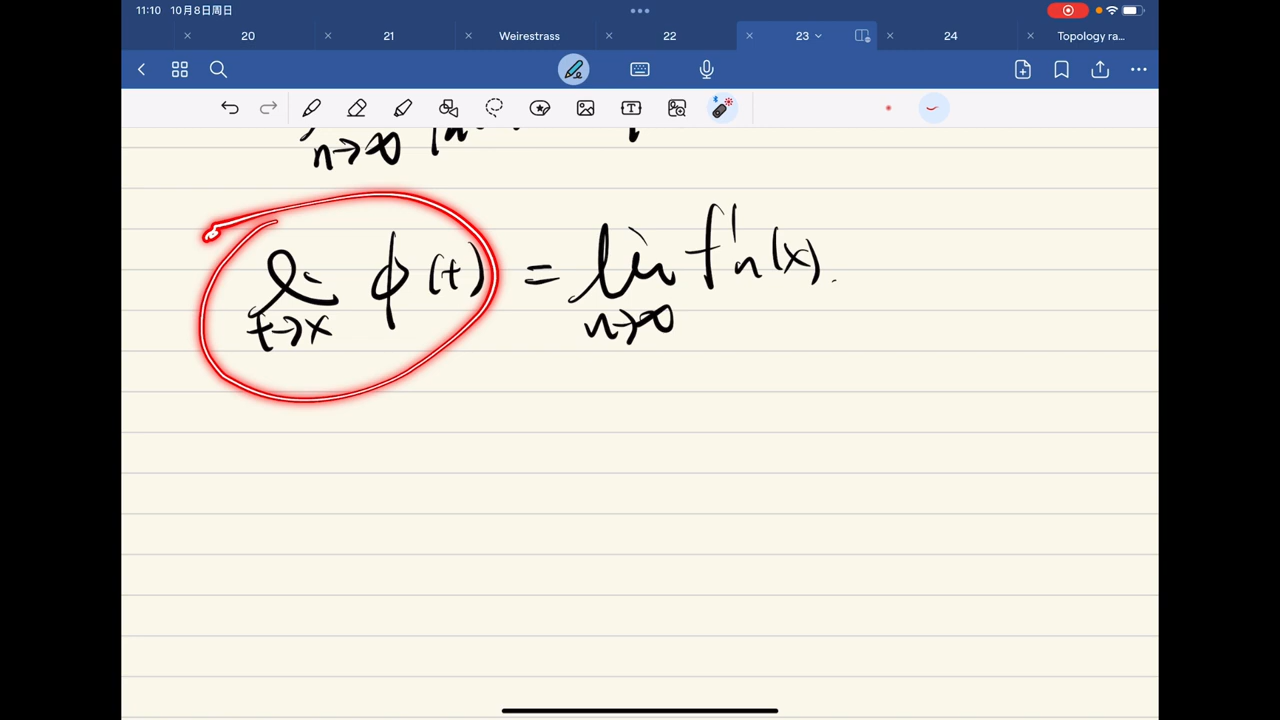 11:10 10月8日周日
20 21 Weirestrass 22 23 24 Topology ra...
n→∞
lim ϕ(t) = lim f'n(x).
t→x n→∞